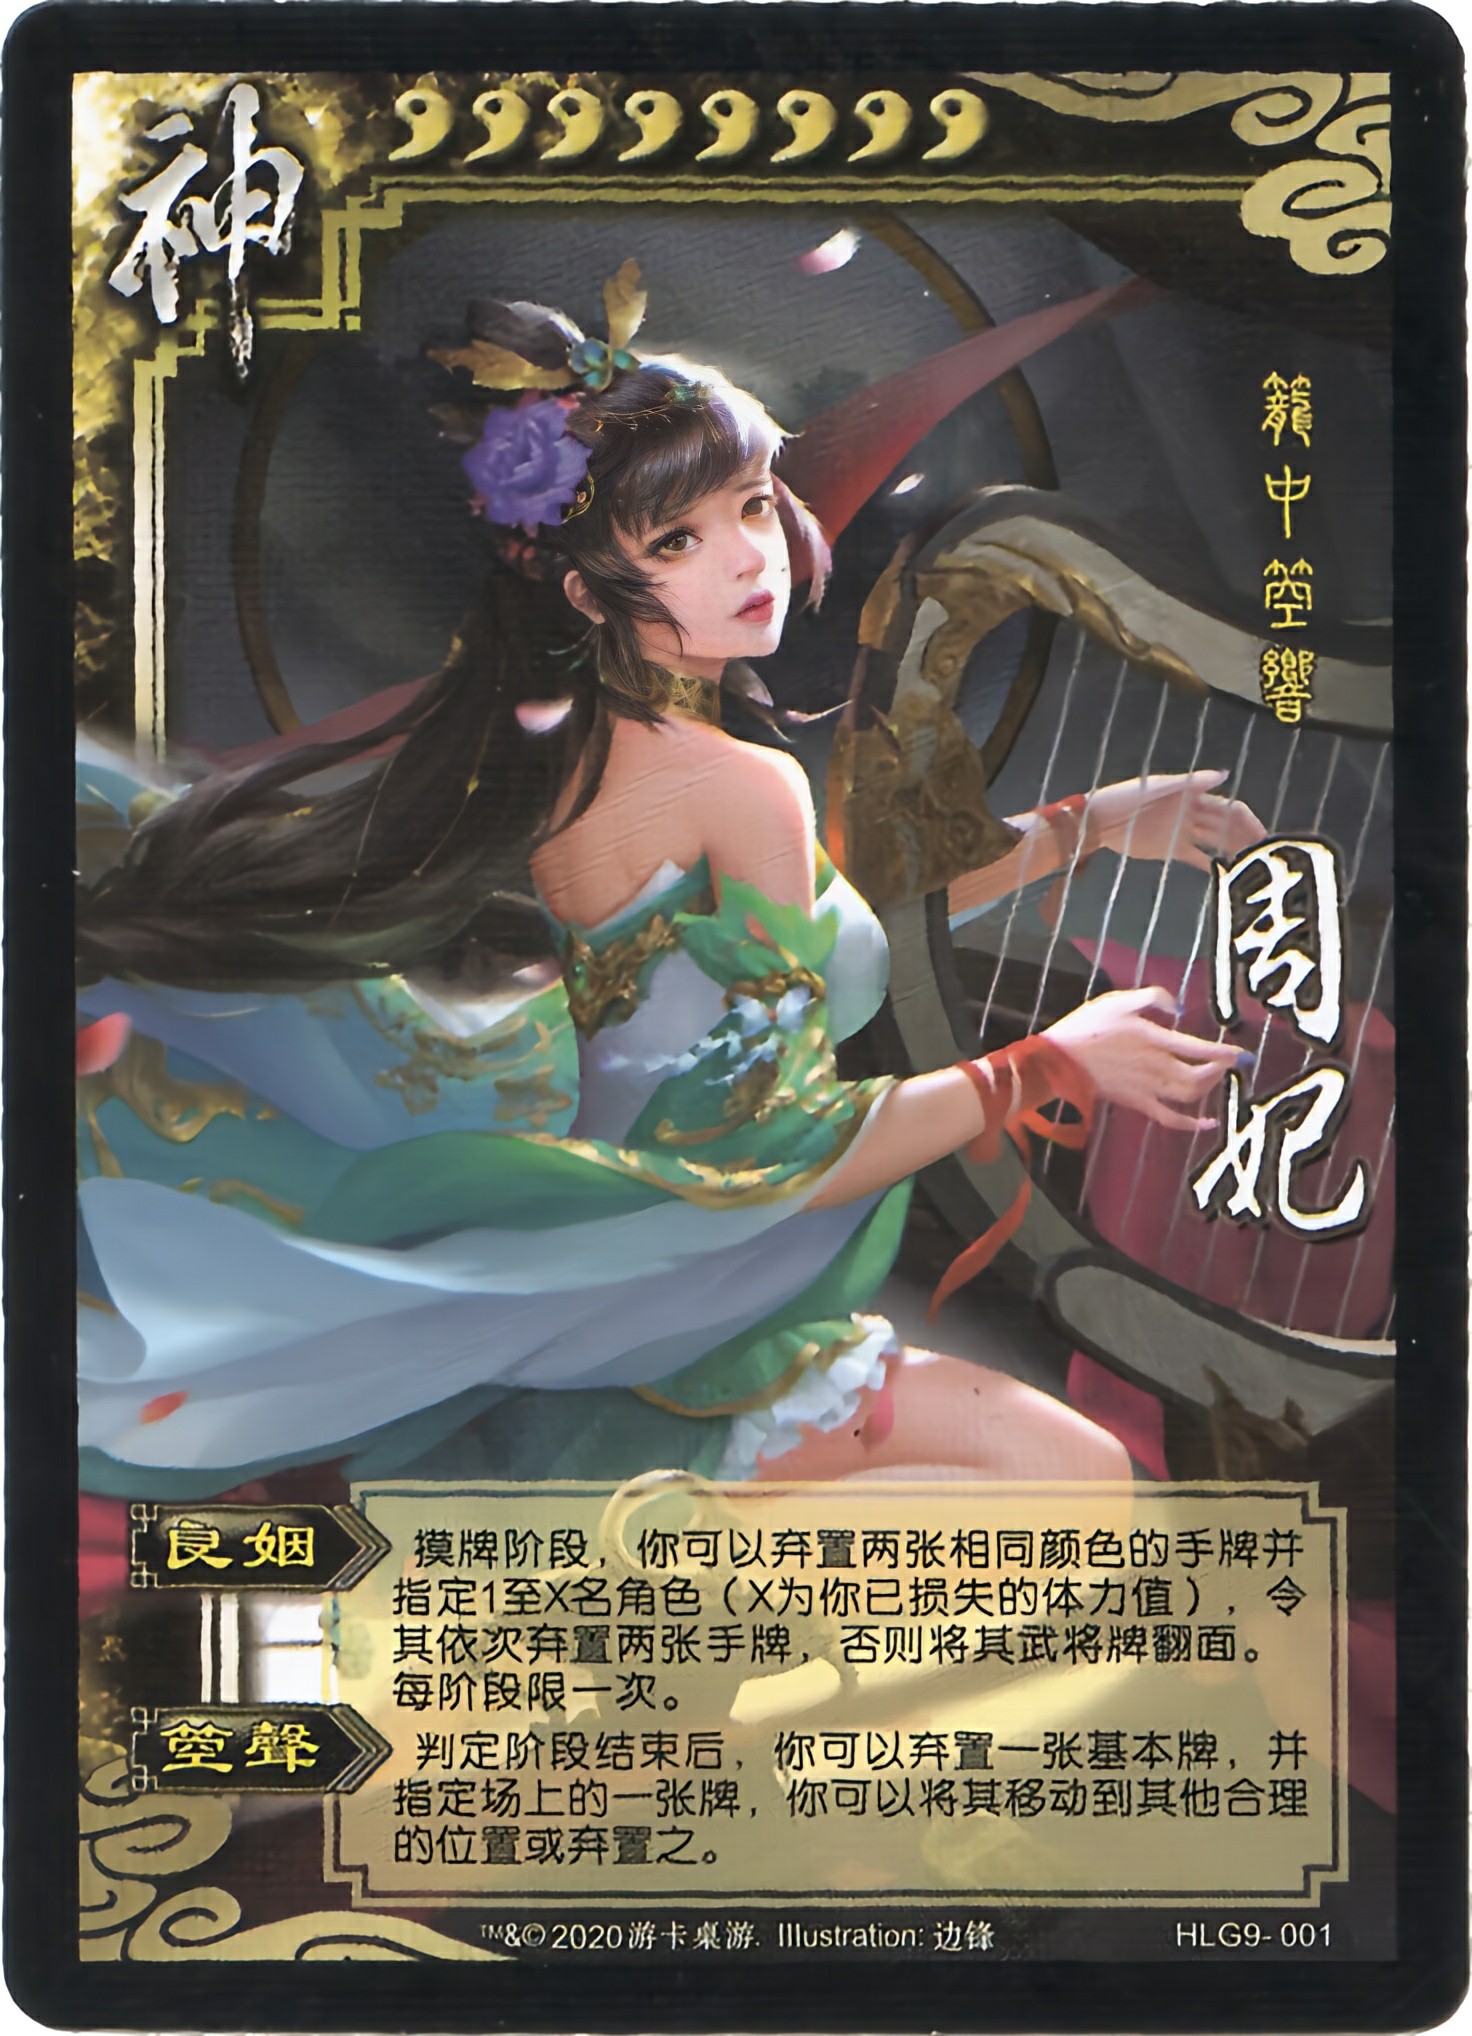 神
籠中箜響
周妃
良姻
摸牌阶段，你可以弃置两张相同颜色的手牌并
指定1至X名角色（X为你已损失的体力值），令
其依次弃置两张手牌，否则将其武将牌翻面。
每阶段限一次。
箜聲
判定阶段结束后，你可以弃置一张基本牌，并
指定场上的一张牌，你可以将其移动到其他合理
的位置或弃置之。
™&©2020游卡桌游. Illustration: 边锋
HLG9-001